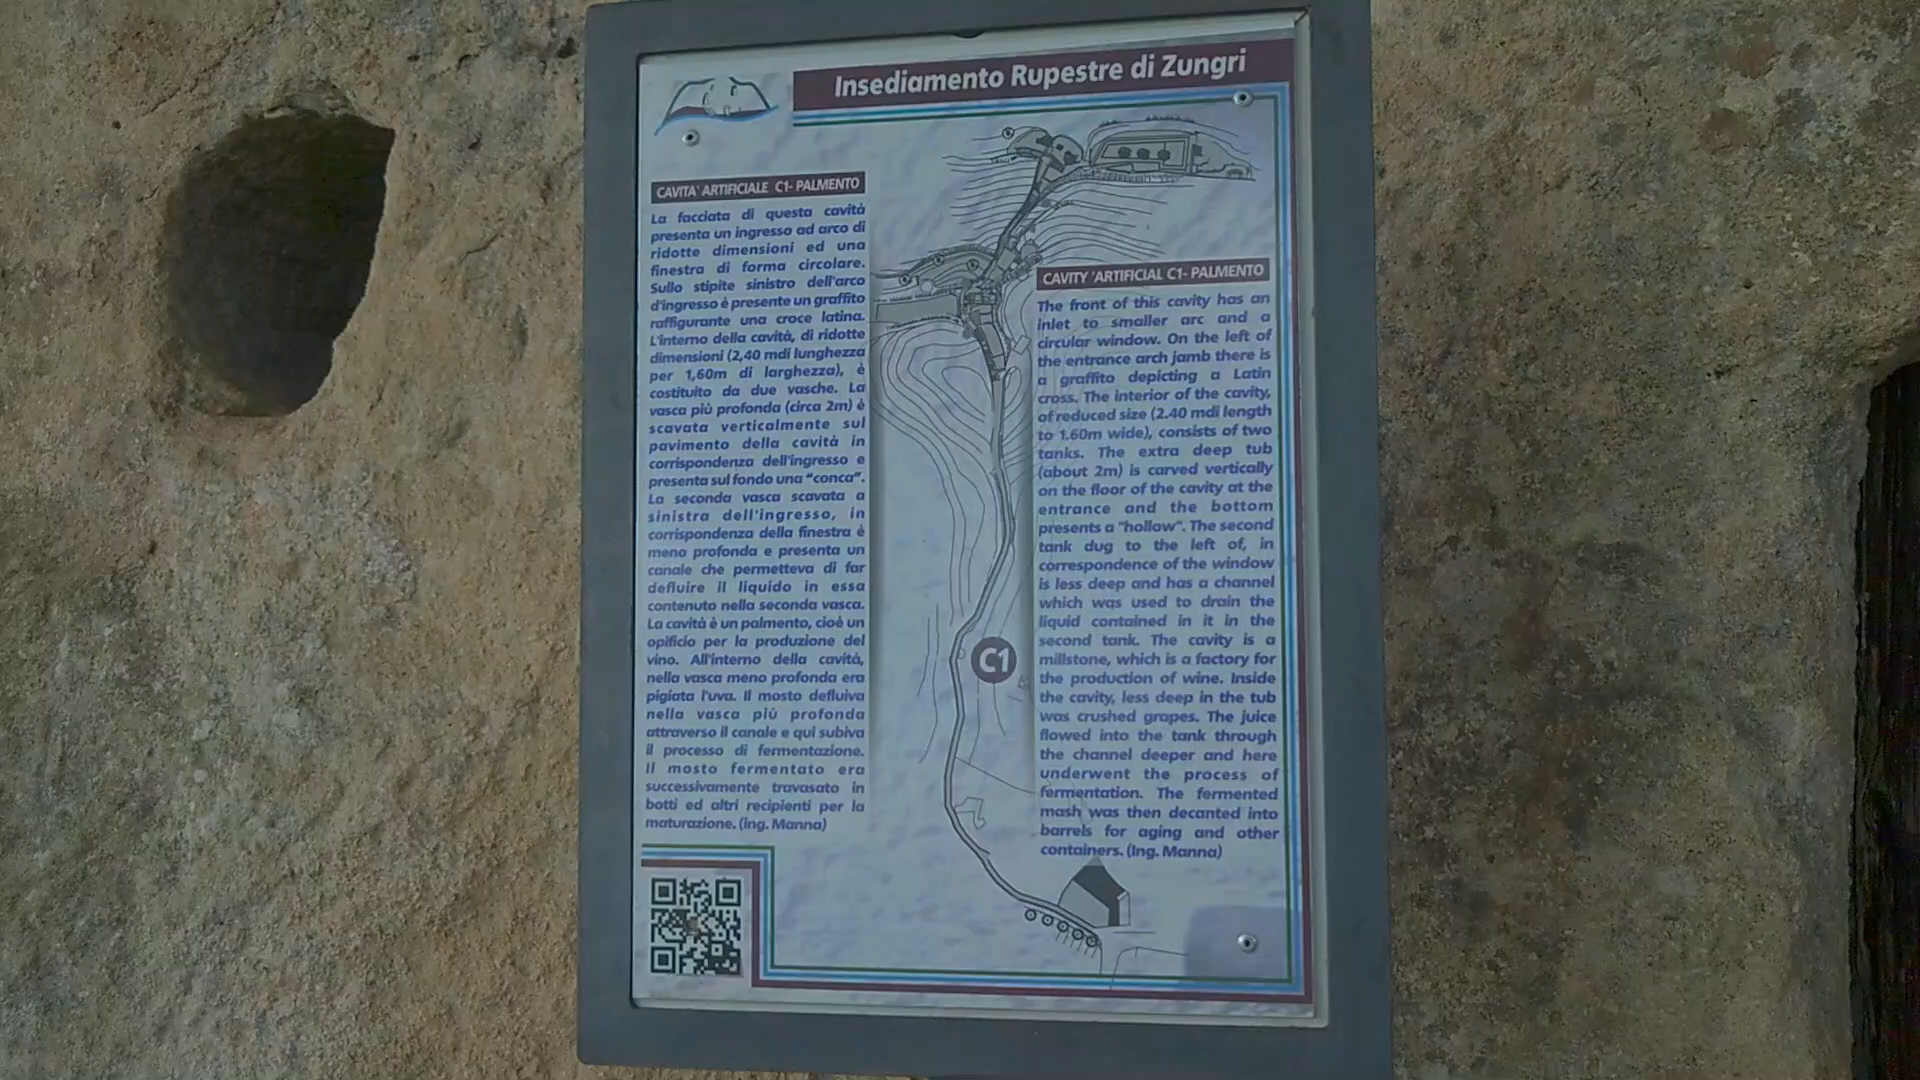 Insediamento Rupestre di Zungri
CAVITA' ARTIFICIALE C1- PALMENTO
La facciata di questa cavità
presenta un ingresso ad arco di
ridotte dimensioni ed una
finestra di forma circolare.
Sullo stipite sinistro dell'arco
d'ingresso è presente un graffito
raffigurante una croce latina.
L'interno della cavità, di ridotte
dimensioni (2,40 mdi lunghezza
per 1,60m di larghezza), è
costituito da due vasche. La
vasca più profonda (circa 2m) è
scavata verticalmente sul
pavimento della cavità in
corrispondenza dell'ingresso e
presenta sul fondo una "conca".
La seconda vasca scavata a
sinistra dell'ingresso, in
corrispondenza della finestra è
meno profonda e presenta un
canale che permetteva di far
defluire il liquido in essa
contenuto nella seconda vasca.
La cavità è un palmento, cioè un
opificio per la produzione del
vino. All'interno della cavità,
nella vasca meno profonda era
pigiata l'uva. Il mosto defluiva
nella vasca più profonda
attraverso il canale e qui subiva
il processo di fermentazione.
Il mosto fermentato era
successivamente travasato in
botti ed altri recipienti per la
maturazione. (ing. Manna)
CAVITY 'ARTIFICIAL C1- PALMENTO
The front of this cavity has an
inlet to smaller arc and a
circular window. On the left of
the entrance arch jamb there is
a graffito depicting a Latin
cross. The interior of the cavity,
of reduced size (2.40 mdi length
to 1.60m wide), consists of two
tanks. The extra deep tub
(about 2m) is carved vertically
on the floor of the cavity at the
entrance and the bottom
presents a "hollow". The second
tank dug to the left of, in
correspondence of the window
is less deep and has a channel
which was used to drain the
liquid contained in it in the
second tank. The cavity is a
millstone, which is a factory for
the production of wine. Inside
the cavity, less deep in the tub
was crushed grapes. The juice
flowed into the tank through
the channel deeper and here
underwent the process of
fermentation. The fermented
mash was then decanted into
barrels for aging and other
containers. (Ing. Manna)
C1